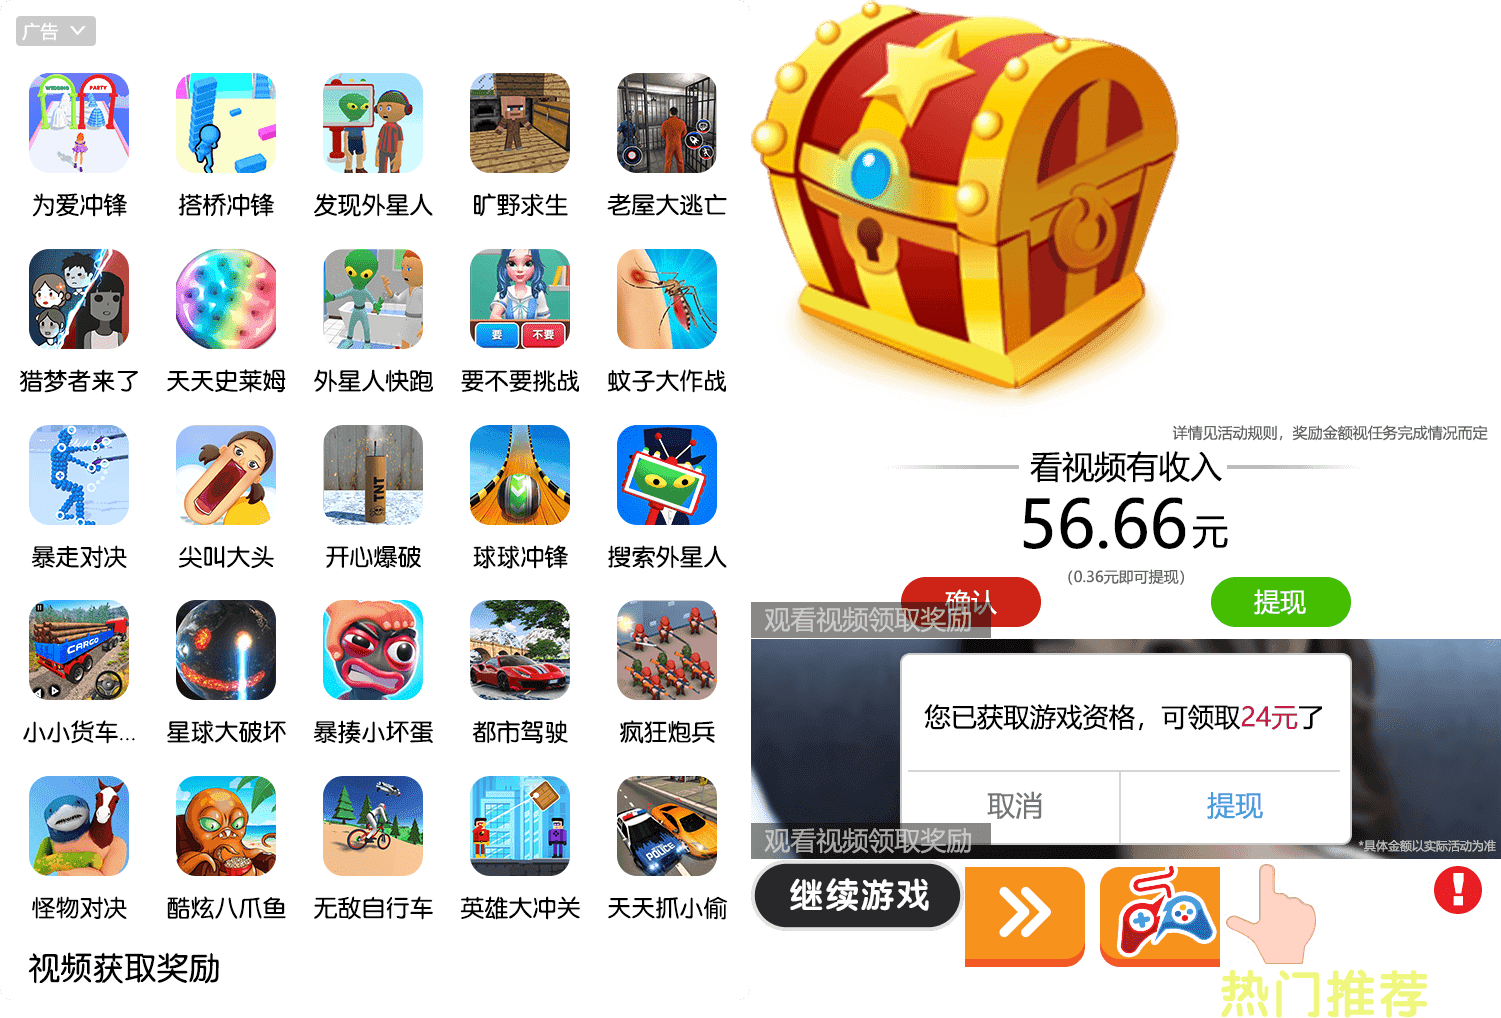 广告
WEDDING PARTY
为爱冲锋 搭桥冲锋 发现外星人 旷野求生 老屋大逃亡
要 不要
猎梦者来了 天天史莱姆 外星人快跑 要不要挑战 蚊子大作战
TNT
暴走对决 尖叫大头 开心爆破 球球冲锋 搜索外星人
CARGO
小小货车... 星球大破坏 暴揍小坏蛋 都市驾驶 疯狂炮兵
POLICE
怪物对决 酷炫八爪鱼 无敌自行车 英雄大冲关 天天抓小偷
视频获取奖励
详情见活动规则，奖励金额视任务完成情况而定
看视频有收入
56.66元
（0.36元即可提现）
确认 提现
观看视频领取奖励
您已获取游戏资格，可领取24元了
取消 提现
观看视频领取奖励
*具体金额以实际活动为准
继续游戏
热门推荐